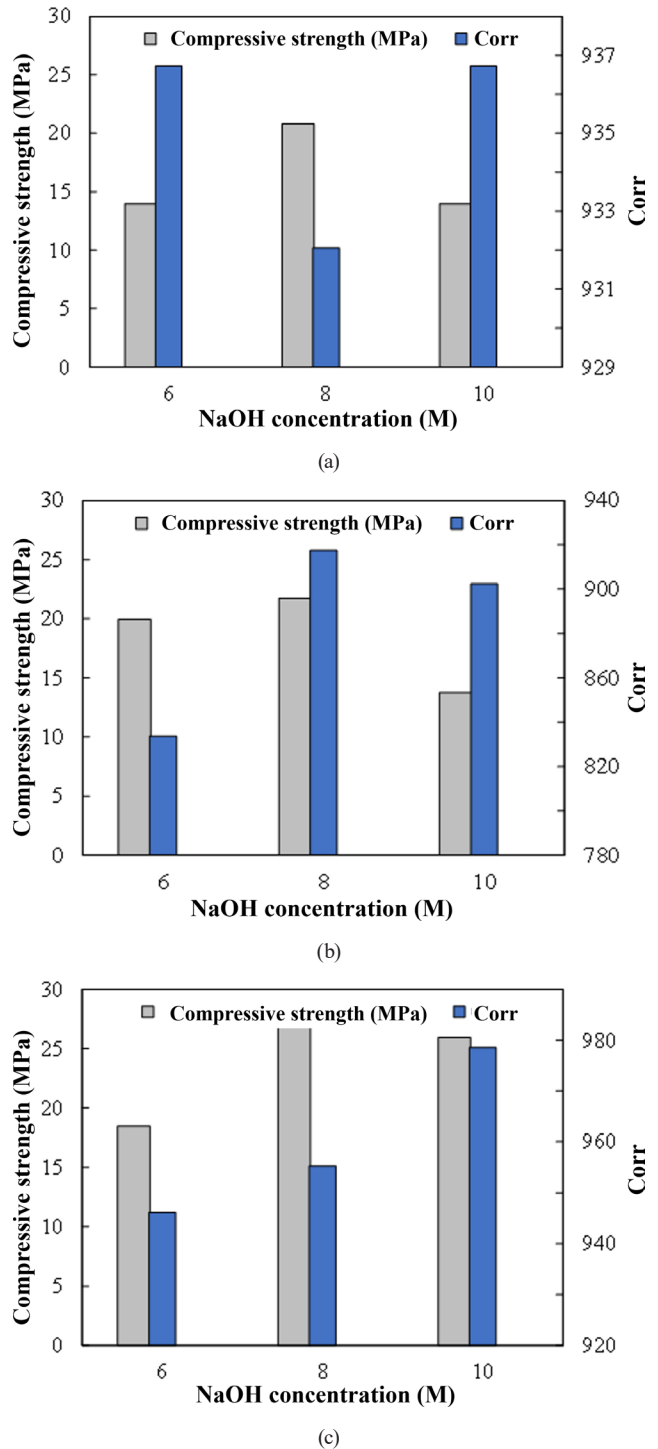 Compressive strength (MPa) Corr
Compressive strength (MPa)
30
25
20
15
10
5
0
937
935
933
931
929
Corr
6 8 10
NaOH concentration (M)
(a)
Compressive strength (MPa) Corr
Compressive strength (MPa)
30
25
20
15
10
5
0
940
900
860
820
780
Corr
6 8 10
NaOH concentration (M)
(b)
Compressive strength (MPa) Corr
Compressive strength (MPa)
30
25
20
15
10
5
0
980
960
940
920
Corr
6 8 10
NaOH concentration (M)
(c)